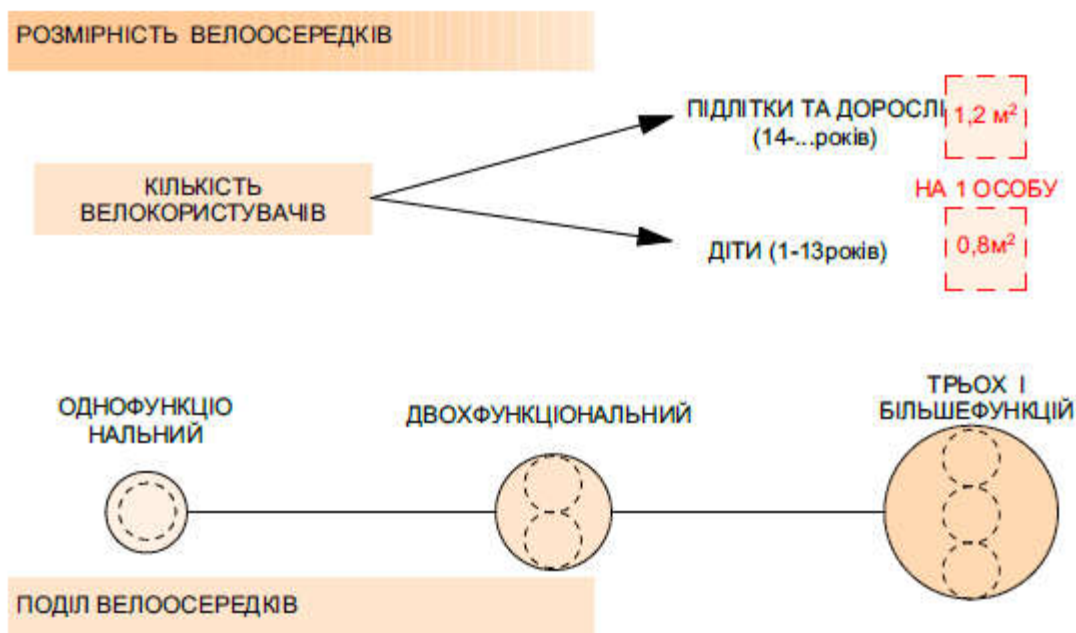 РОЗМІРНІСТЬ ВЕЛООСЕРЕДКІВ
ПІДЛІТКИ ТА ДОРОСЛІ
(14-...років)
1,2 м²
КІЛЬКІСТЬ
ВЕЛОКОРИСТУВАЧІВ
НА 1 ОСОБУ
ДІТИ (1-13років)
0,8м²
ОДНОФУНКЦІО
НАЛЬНИЙ
ДВОХФУНКЦІОНАЛЬНИЙ
ТРЬОХ І
БІЛЬШЕФУНКЦІЙ
ПОДІЛ ВЕЛООСЕРЕДКІВ